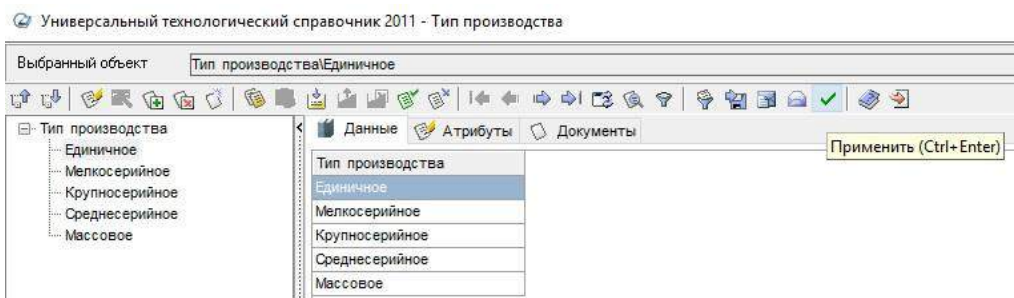 Универсальный технологический справочник 2011 - Тип производства
Выбранный объект Тип производства\Единичное
Тип производства
Единичное
Мелкосерийное
Крупносерийное
Среднесерийное
Массовое
Данные Атрибуты Документы
Применить (Ctrl+Enter)
Тип производства
Единичное
Мелкосерийное
Крупносерийное
Среднесерийное
Массовое